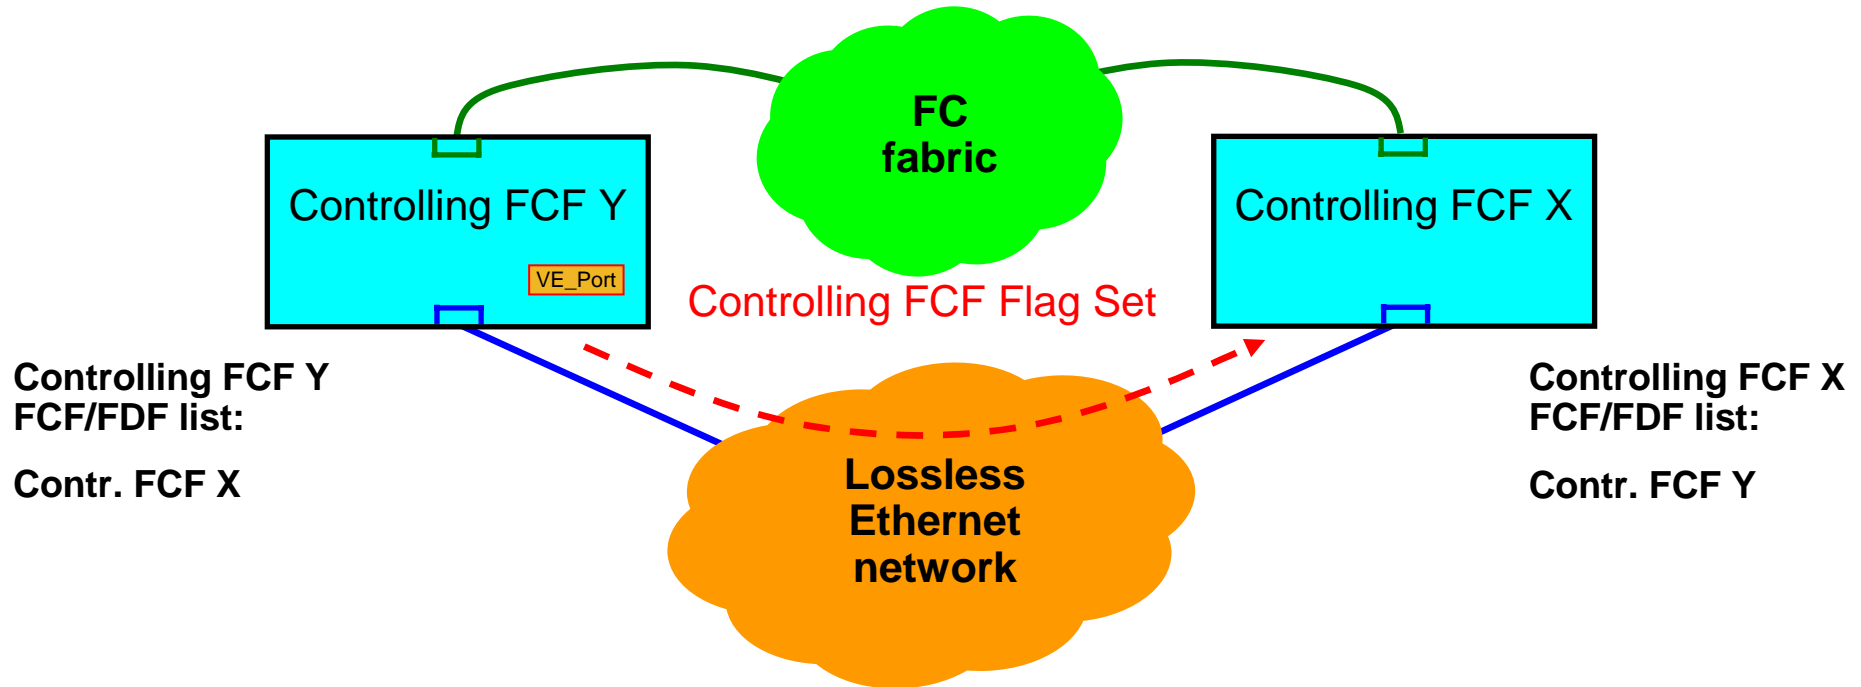 FC
fabric
Controlling FCF Y
Controlling FCF X
VE_Port
Controlling FCF Flag Set
Controlling FCF Y
FCF/FDF list:
Contr. FCF X
Controlling FCF X
FCF/FDF list:
Contr. FCF Y
Lossless
Ethernet
network